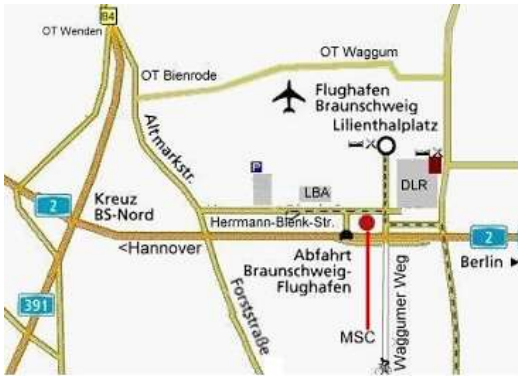 B4
OT Wenden
OT Waggum
OT Bienrode
Flughafen
Braunschweig
Lilienthalplatz
Altmarkstr.
P
LBA
DLR
Kreuz
BS-Nord
2
Herrmann-Blenk-Str.
2
<Hannover
Abfahrt
Braunschweig-
Flughafen
Berlin
391
Forststraße
MSC
Waggumer Weg